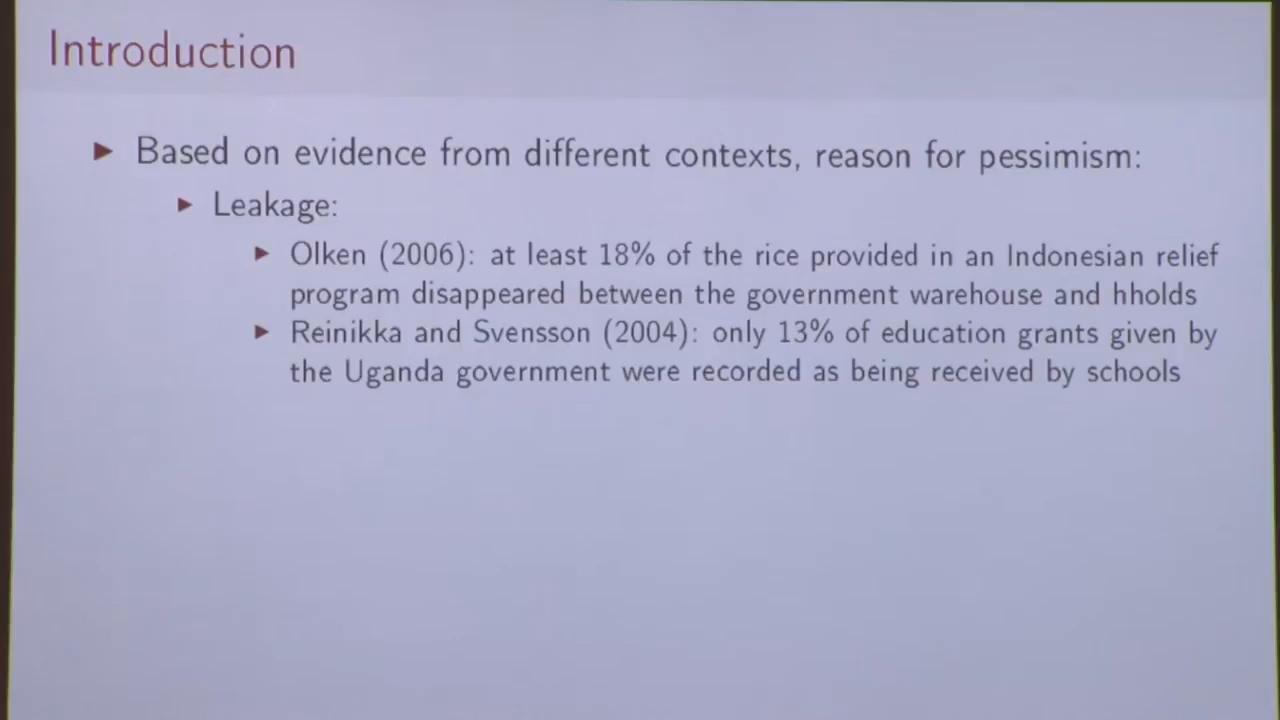 Introduction
Based on evidence from different contexts, reason for pessimism:
Leakage:
Olken (2006): at least 18% of the rice provided in an Indonesian relief
program disappeared between the government warehouse and hholds
Reinikka and Svensson (2004): only 13% of education grants given by
the Uganda government were recorded as being received by schools